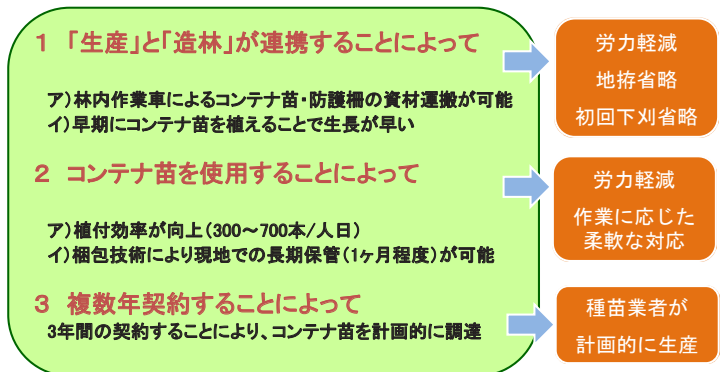 1 「生産」と「造林」が連携することによって
ア)林内作業車によるコンテナ苗・防護柵の資材運搬が可能
イ)早期にコンテナ苗を植えることで生長が早い
労力軽減
地拵省略
初回下刈省略
2 コンテナ苗を使用することによって
ア)植付効率が向上(300~700本/人日)
イ)梱包技術により現地での長期保管(1ヶ月程度)が可能
労力軽減
作業に応じた
柔軟な対応
3 複数年契約することによって
3年間の契約することにより、コンテナ苗を計画的に調達
種苗業者が
計画的に生産